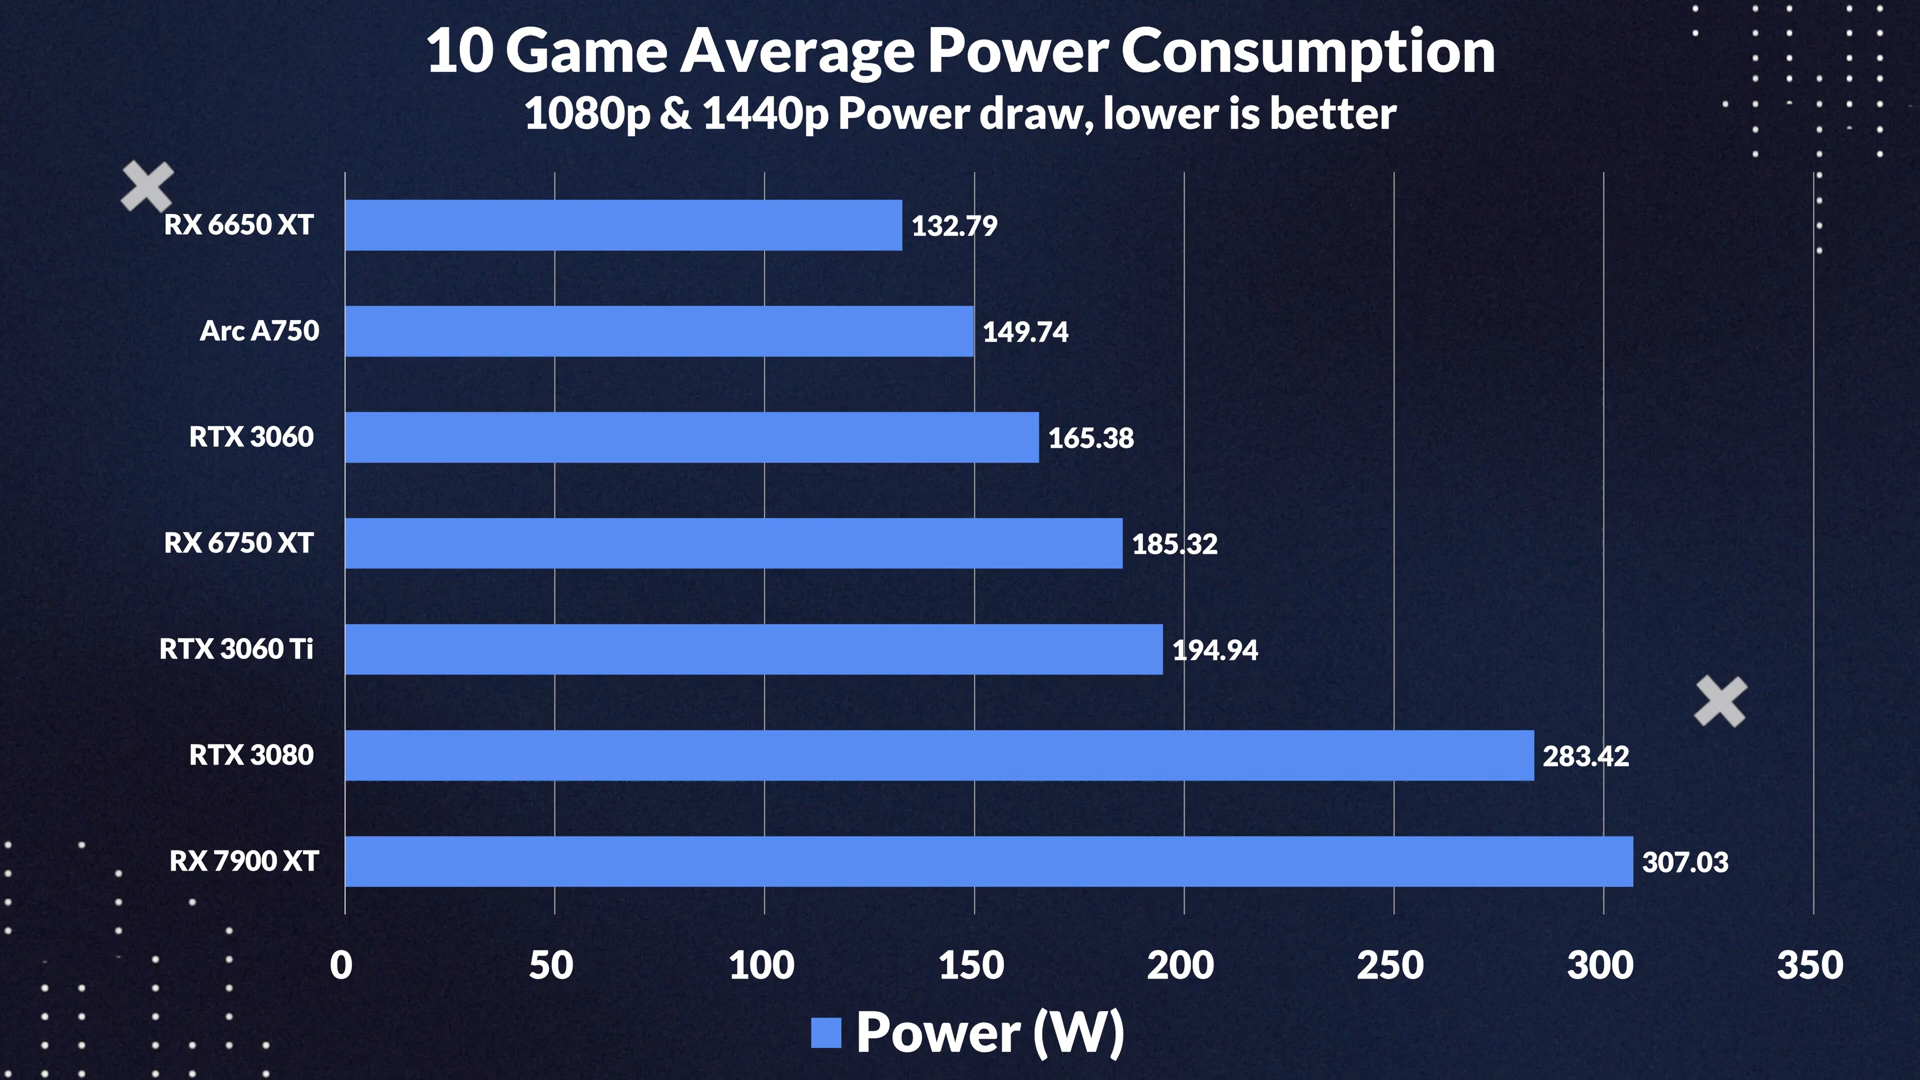 10 Game Average Power Consumption
1080p & 1440p Power draw, lower is better
RX 6650 XT 132.79
Arc A750 149.74
RTX 3060 165.38
RX 6750 XT 185.32
RTX 3060 Ti 194.94
RTX 3080 283.42
RX 7900 XT 307.03
0 50 100 150 200 250 300 350
Power (W)